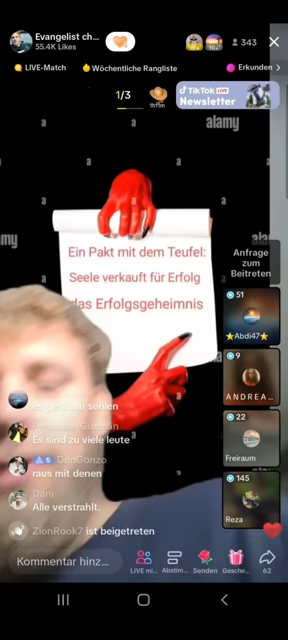 Evangelist ch...
55.4K Likes
343
LIVE-Match
Wöchentliche Rangliste
Erkunden
1/3
1h11m
TikTok LIVE
Newsletter
a
a
alamy
a
a
a
a
Ein Pakt mit dem Teufel:
Seele verkauft für Erfolg
das Erfolgsgeheimnis
Anfrage
zum
Beitreten
51
Abdi47
9
ANDREA...
22
Freiraum
145
Reza
Es sind zu viele leute
5 DonGonzo
raus mit denen
Dani
Alle verstrahlt.
ZionRook7 ist beigetreten
Kommentar hinz...
LIVE mi...
Abstim...
Senden
Gesche...
62